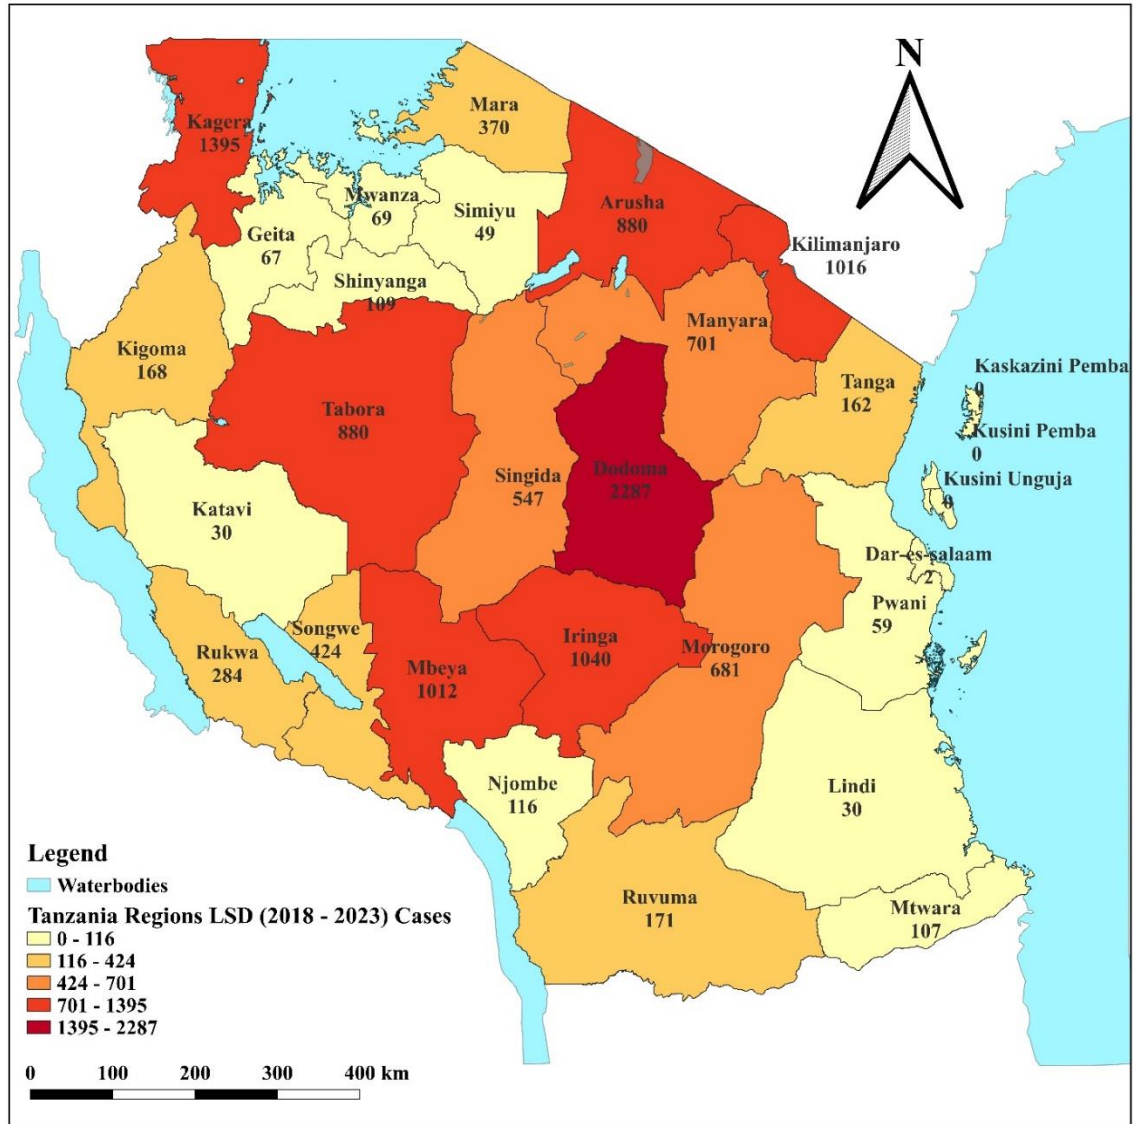 N
Mara
370
Kagera
1395
Mwanza
69
Simiyu
49
Arusha
880
Geita
67
Kilimanjaro
1016
Shinyanga
109
Manyara
701
Kigoma
168
Tanga
162
Kaskazini Pemba
0
Kusini Pemba
0
Tabora
880
Singida
547
Dodoma
2287
Kusini Unguja
0
Katavi
30
Dar-es-salaam
2
Pwani
59
Songwe
424
Iringa
1040
Rukwa
284
Mbeya
1012
Morogoro
681
Njombe
116
Lindi
30
Ruvuma
171
Mtwara
107
Legend
Waterbodies
Tanzania Regions LSD (2018 - 2023) Cases
0 - 116
116 - 424
424 - 701
701 - 1395
1395 - 2287
0 100 200 300 400 km